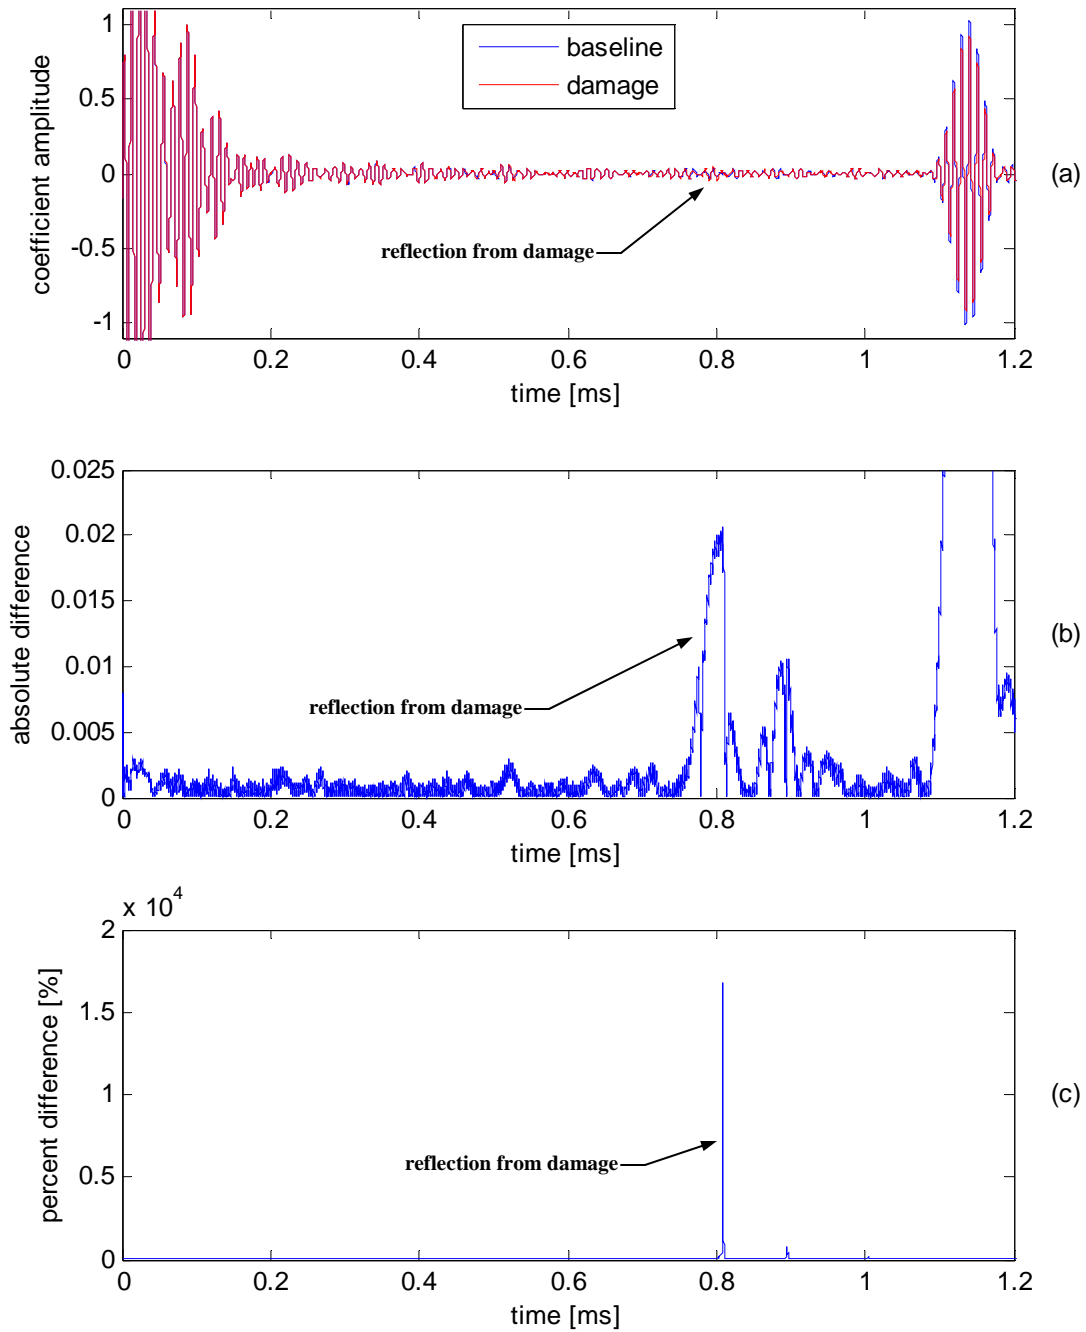 1
0.5
0
-0.5
-1
coefficient amplitude
baseline
damage
reflection from damage
(a)
0 0.2 0.4 0.6 0.8 1 1.2
time [ms]
0.025
0.02
0.015
0.01
0.005
0
absolute difference
reflection from damage
(b)
0 0.2 0.4 0.6 0.8 1 1.2
time [ms]
x 10^4
2
1.5
1
0.5
0
percent difference [%]
reflection from damage
(c)
0 0.2 0.4 0.6 0.8 1 1.2
time [ms]